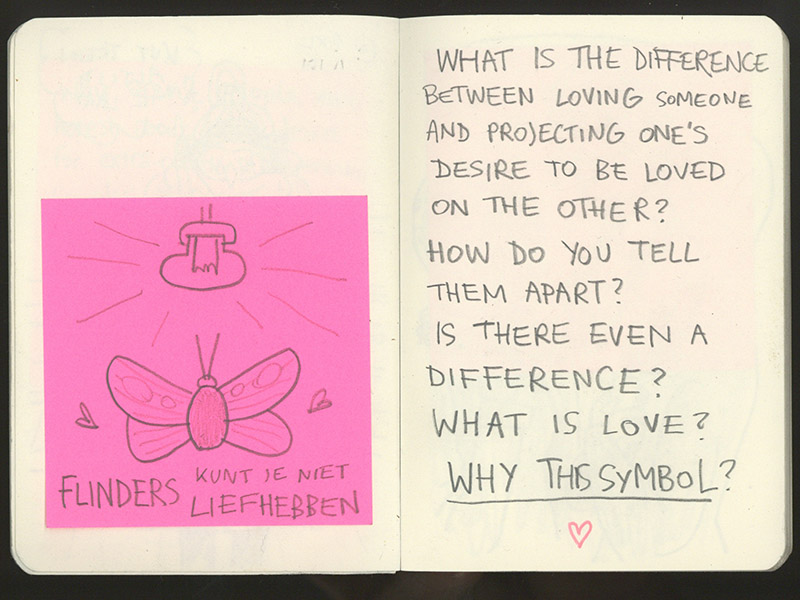 FLINDERS KUNT JE NIET
LIEFHEBBEN
WHAT IS THE DIFFERENCE
BETWEEN LOVING SOMEONE
AND PROJECTING ONE'S
DESIRE TO BE LOVED
ON THE OTHER?
HOW DO YOU TELL
THEM APART?
IS THERE EVEN A
DIFFERENCE?
WHAT IS LOVE?
WHY THIS SYMBOL?